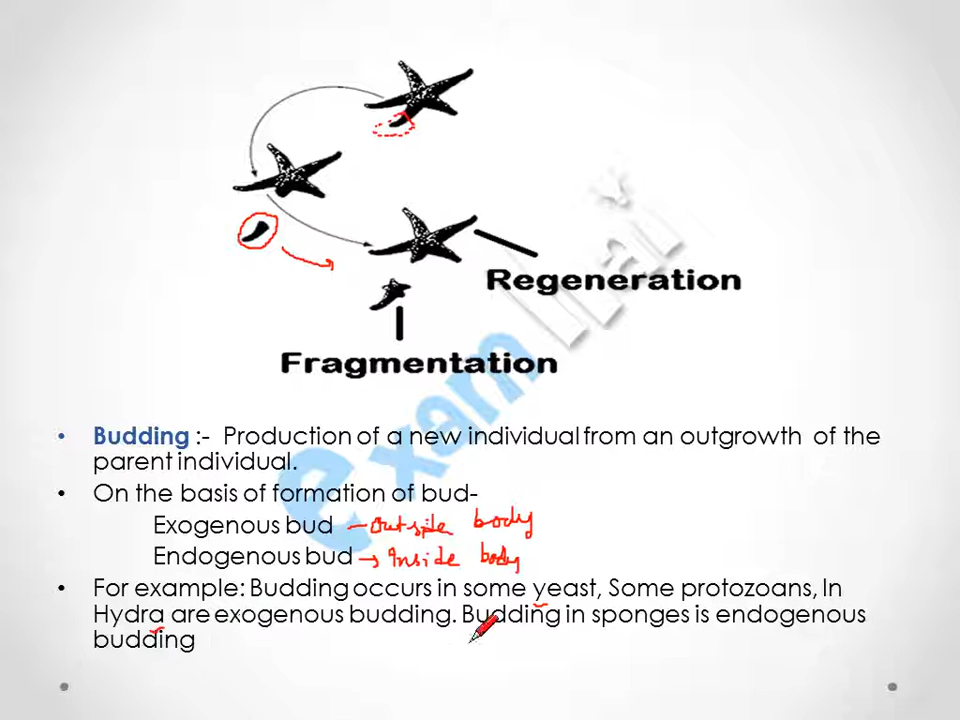 Regeneration
Fragmentation
examलिpai
• Budding :- Production of a new individual from an outgrowth of the
parent individual.
• On the basis of formation of bud-
Exogenous bud – outside body
Endogenous bud → inside body
• For example: Budding occurs in some yeast, Some protozoans, In
Hydra are exogenous budding. Budding in sponges is endogenous
budding